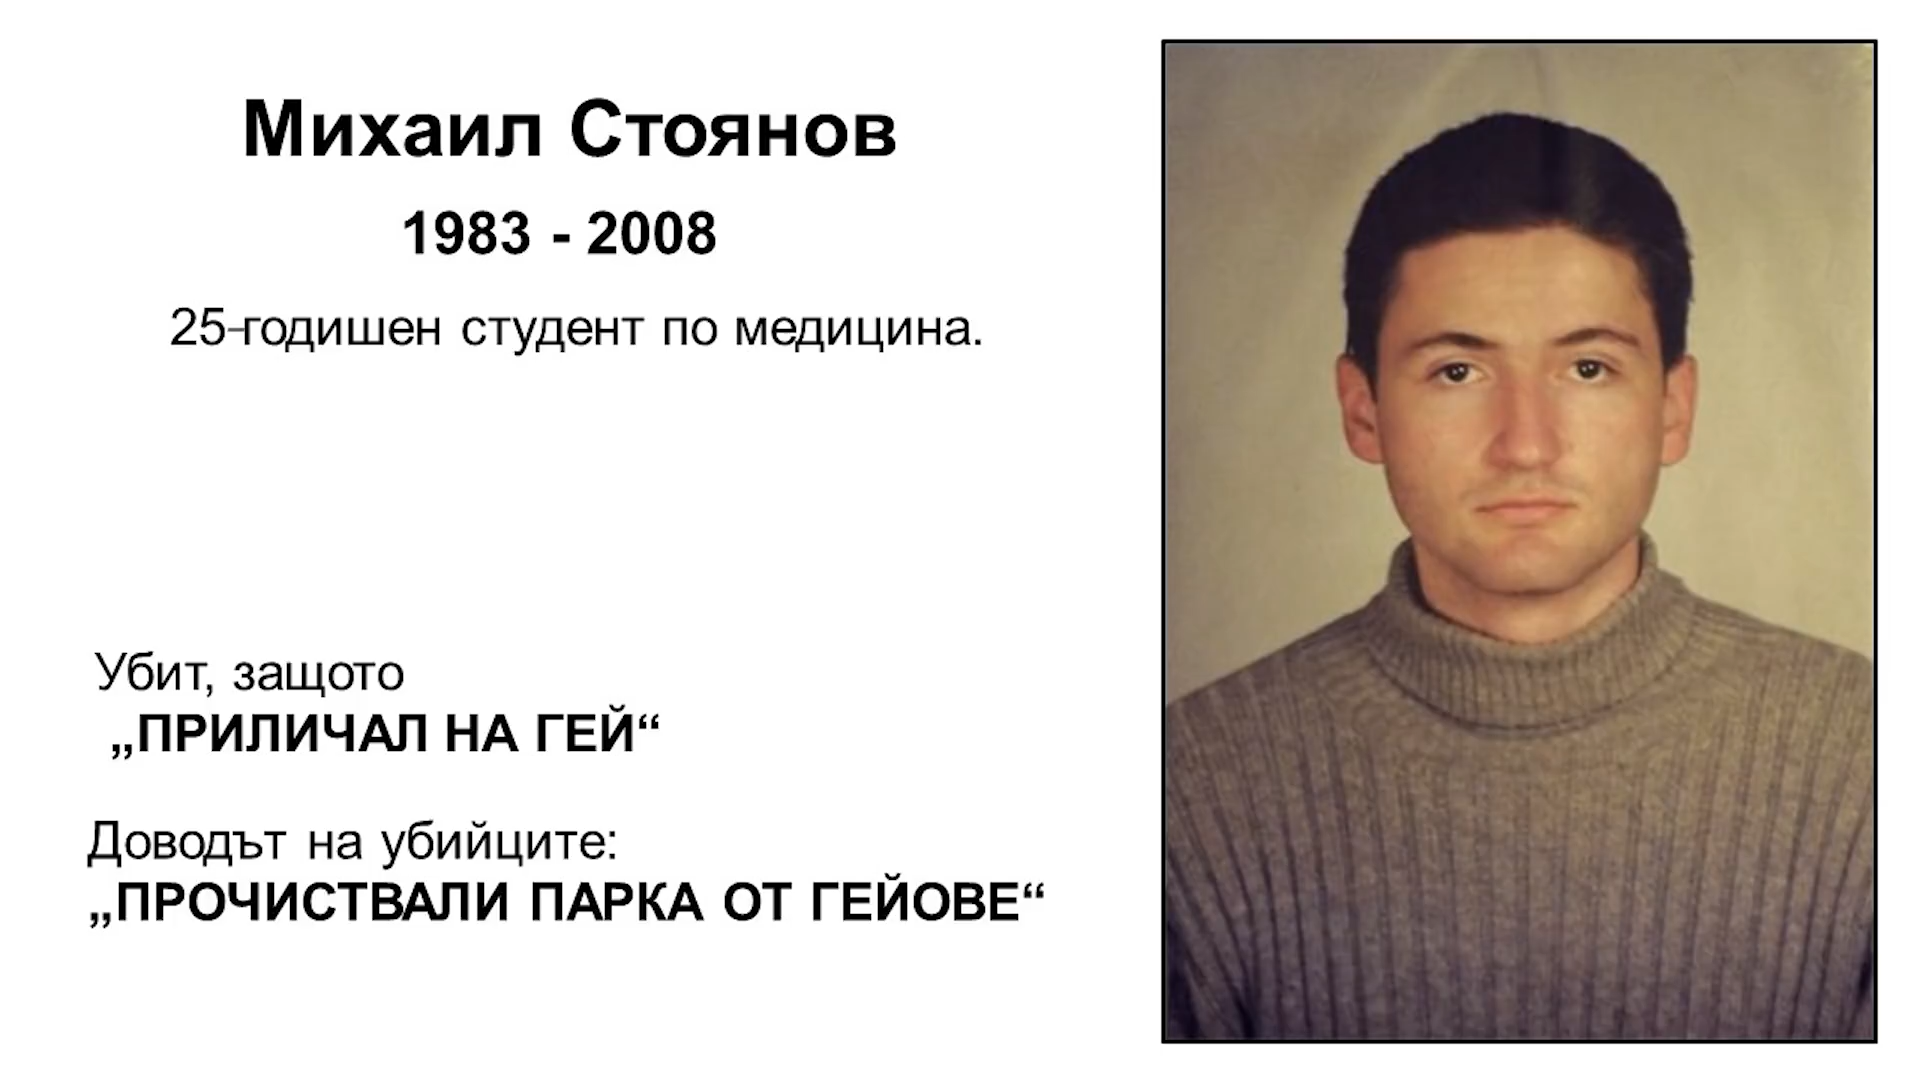 Михаил Стоянов
1983 - 2008
25-годишен студент по медицина.
Убит, защото
„ПРИЛИЧАЛ НА ГЕЙ“
Доводът на убийците:
„ПРОЧИСТВАЛИ ПАРКА ОТ ГЕЙОВЕ“